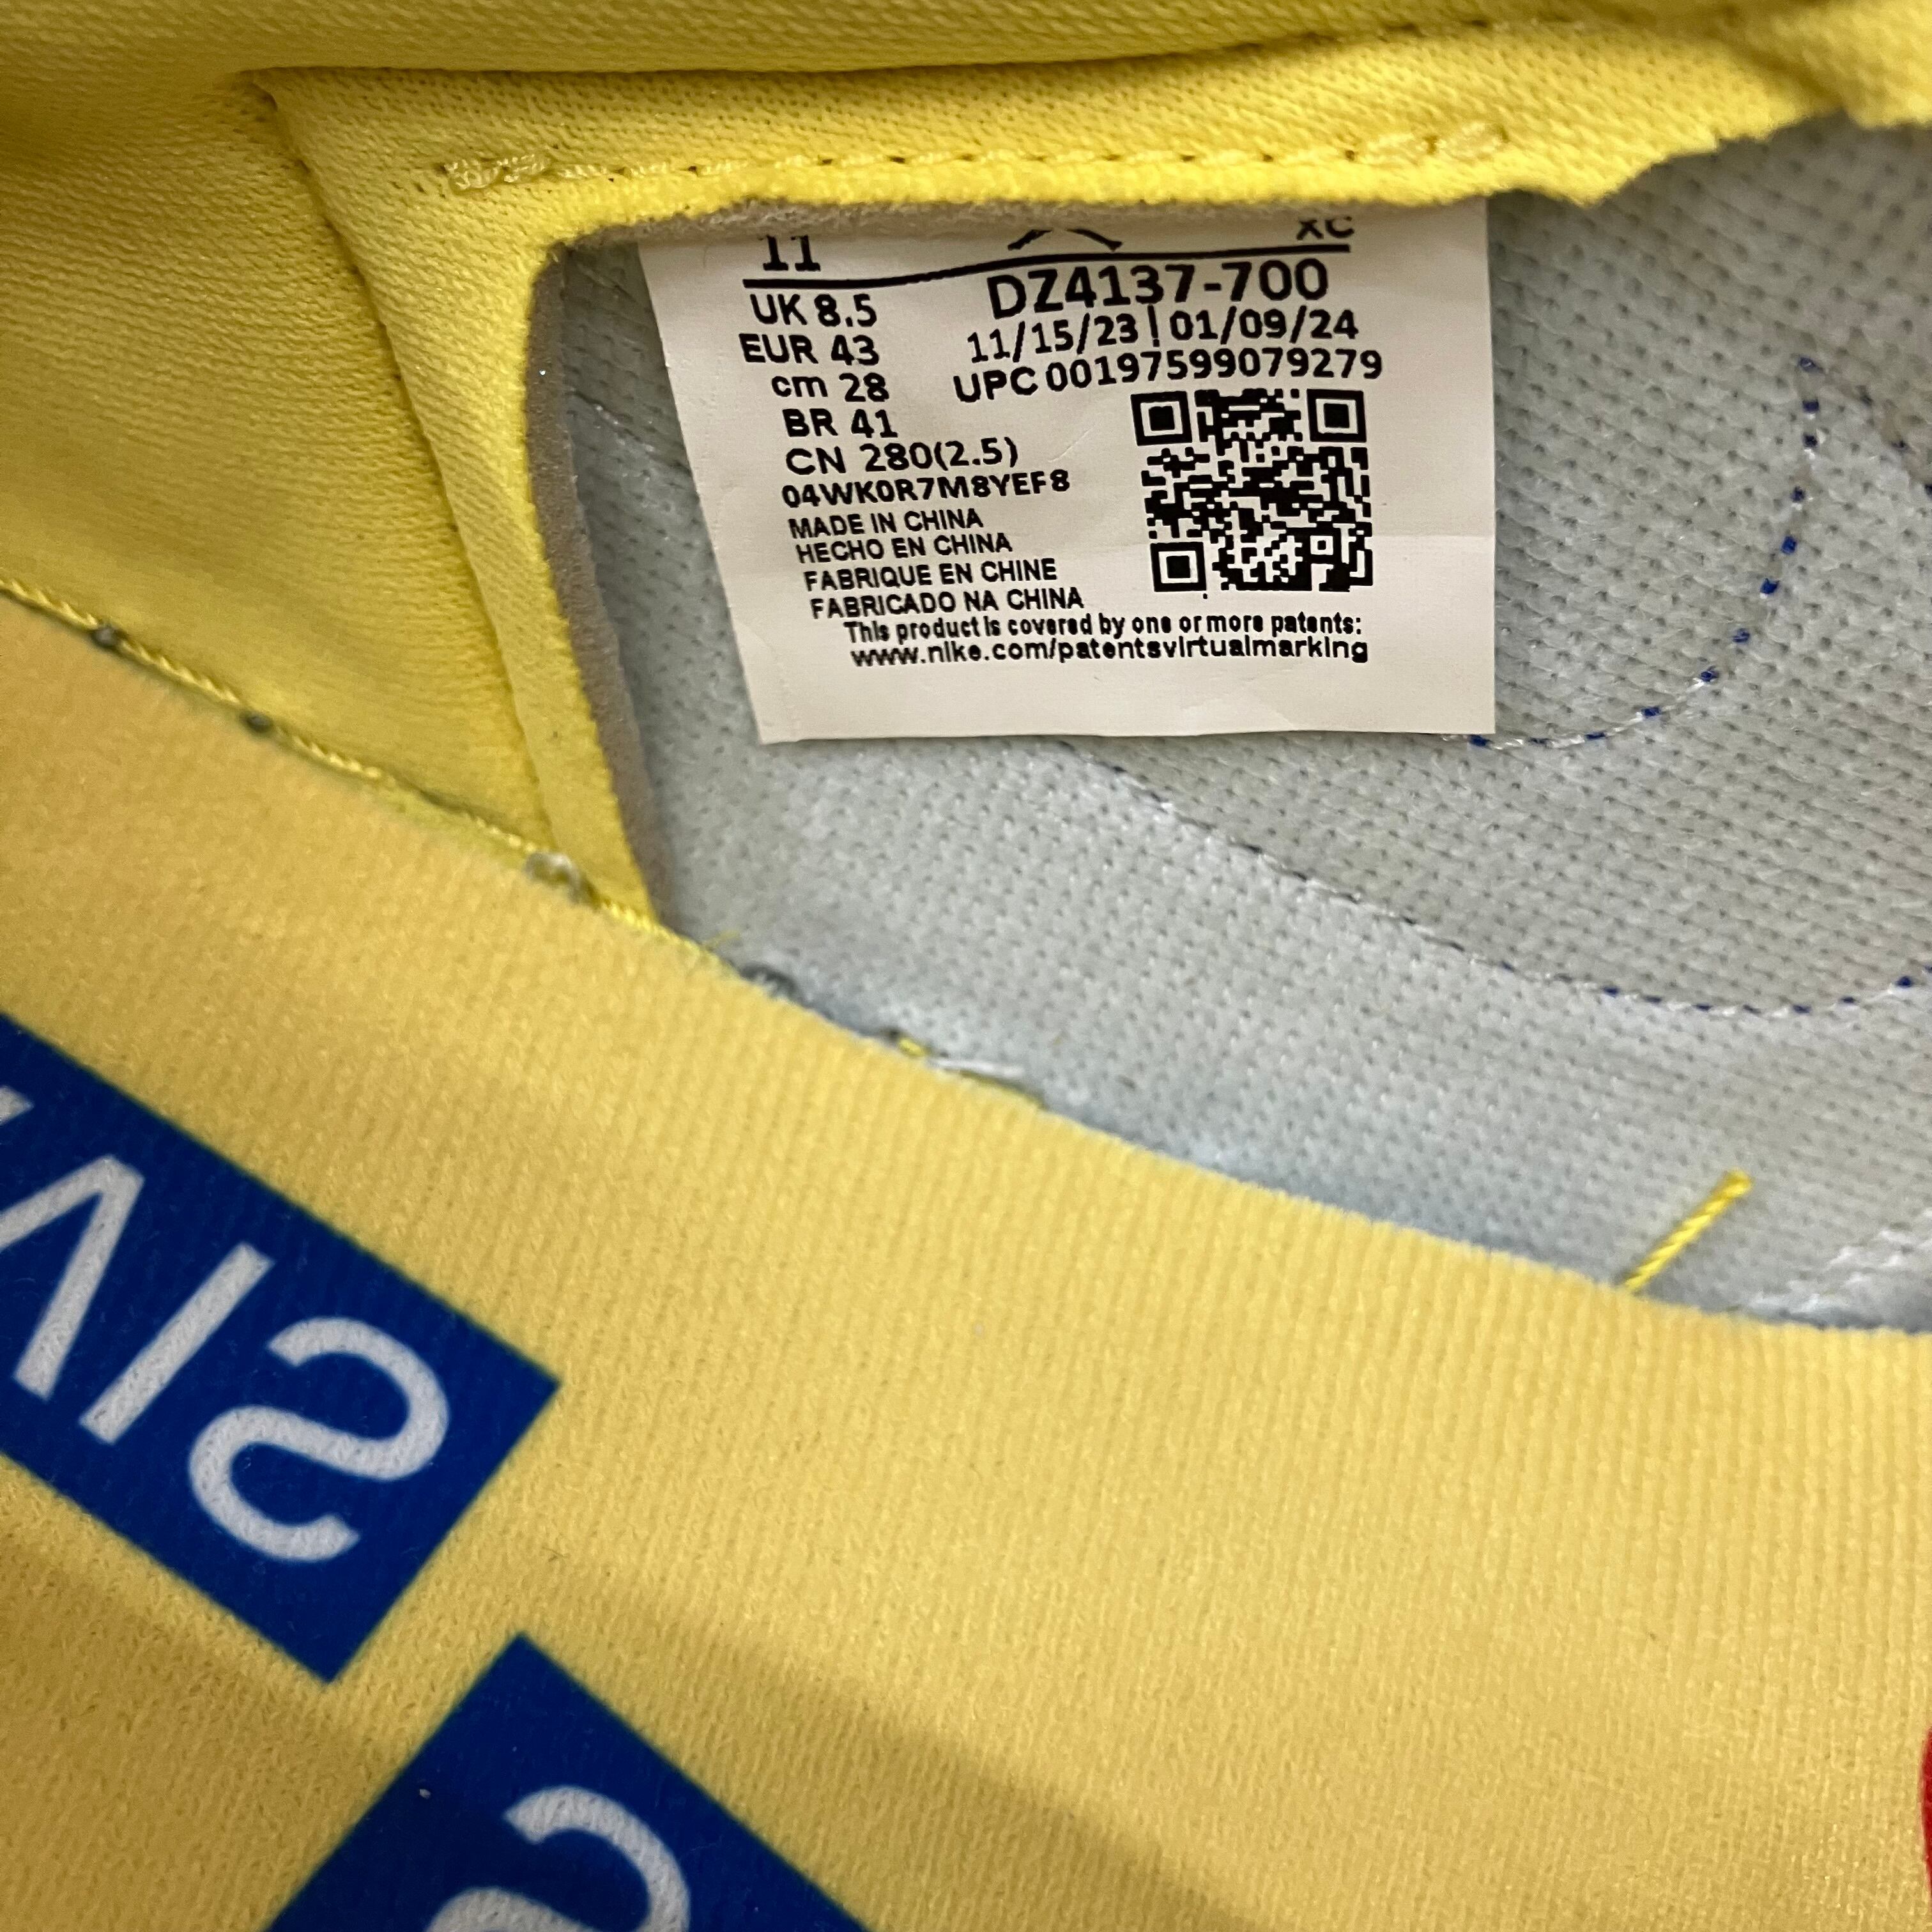 11
XC
UK 8.5
EUR 43
cm 28
BR 41
CN 280(2.5)
04WK0R7M8YEF8
MADE IN CHINA
HECHO EN CHINA
FABRIQUE EN CHINE
FABRICADO NA CHINA
DZ4137-700
11/15/23 | 01/09/24
UPC 00197599079279
This product is covered by one or more patents:
www.nike.com/patentsvirtualmarking